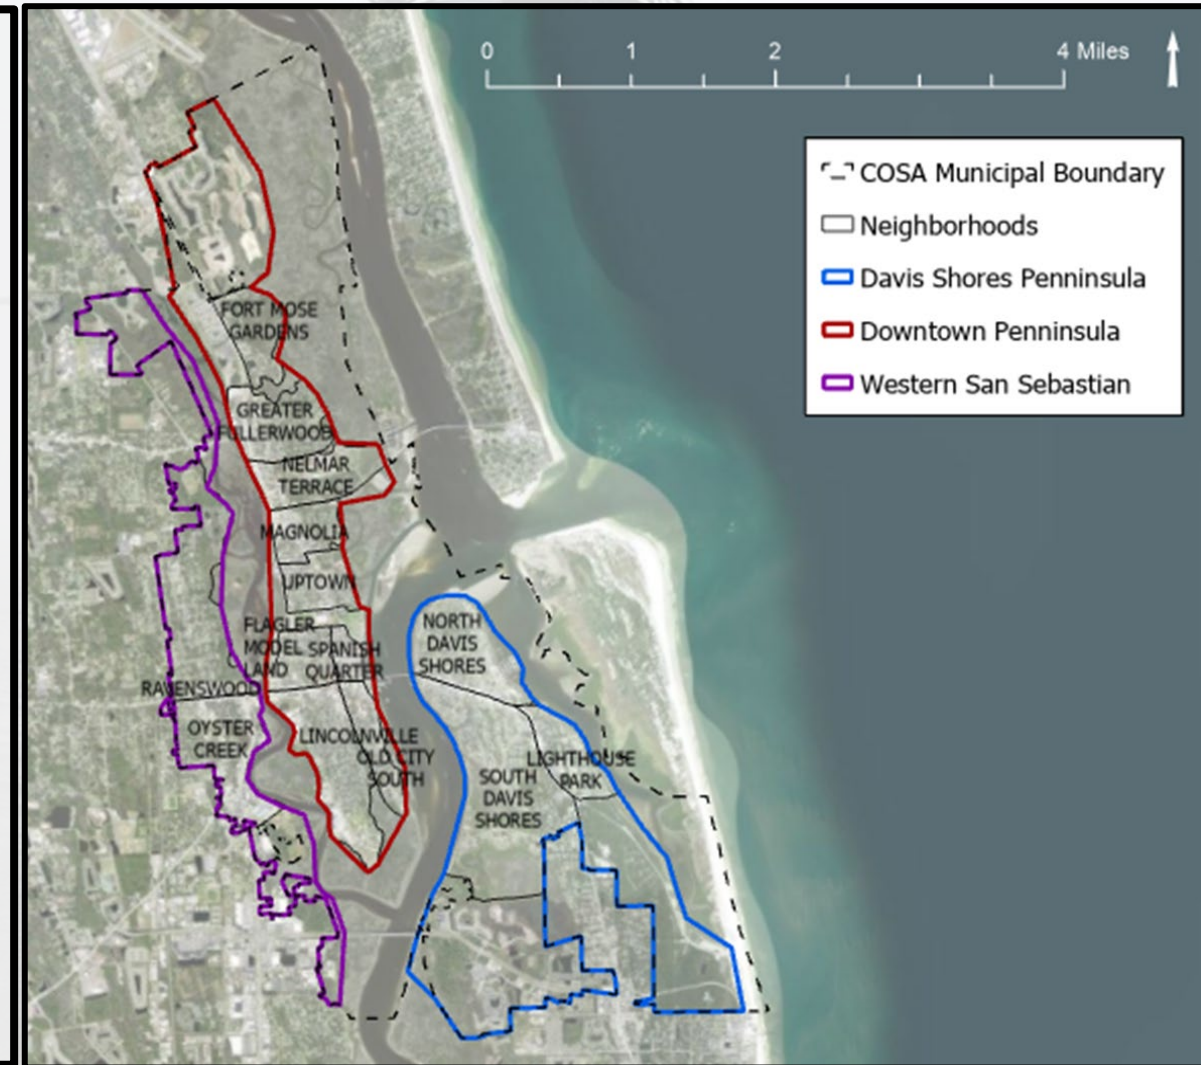 0 1 2 4 Miles
COSA Municipal Boundary
Neighborhoods
Davis Shores Penninsula
Downtown Penninsula
Western San Sebastian
FORT MOSE
GARDENS
GREATER
FULLERWOOD
NELMAR
TERRACE
MAGNOLIA
UPTOWN
FLAGLER
MODEL
LAND
SPANISH
QUARTER
NORTH
DAVIS
SHORES
RAVENSWOOD
OYSTER
CREEK
LINCOLNVILLE
OLD CITY
SOUTH
LIGHTHOUSE
PARK
SOUTH
DAVIS
SHORES